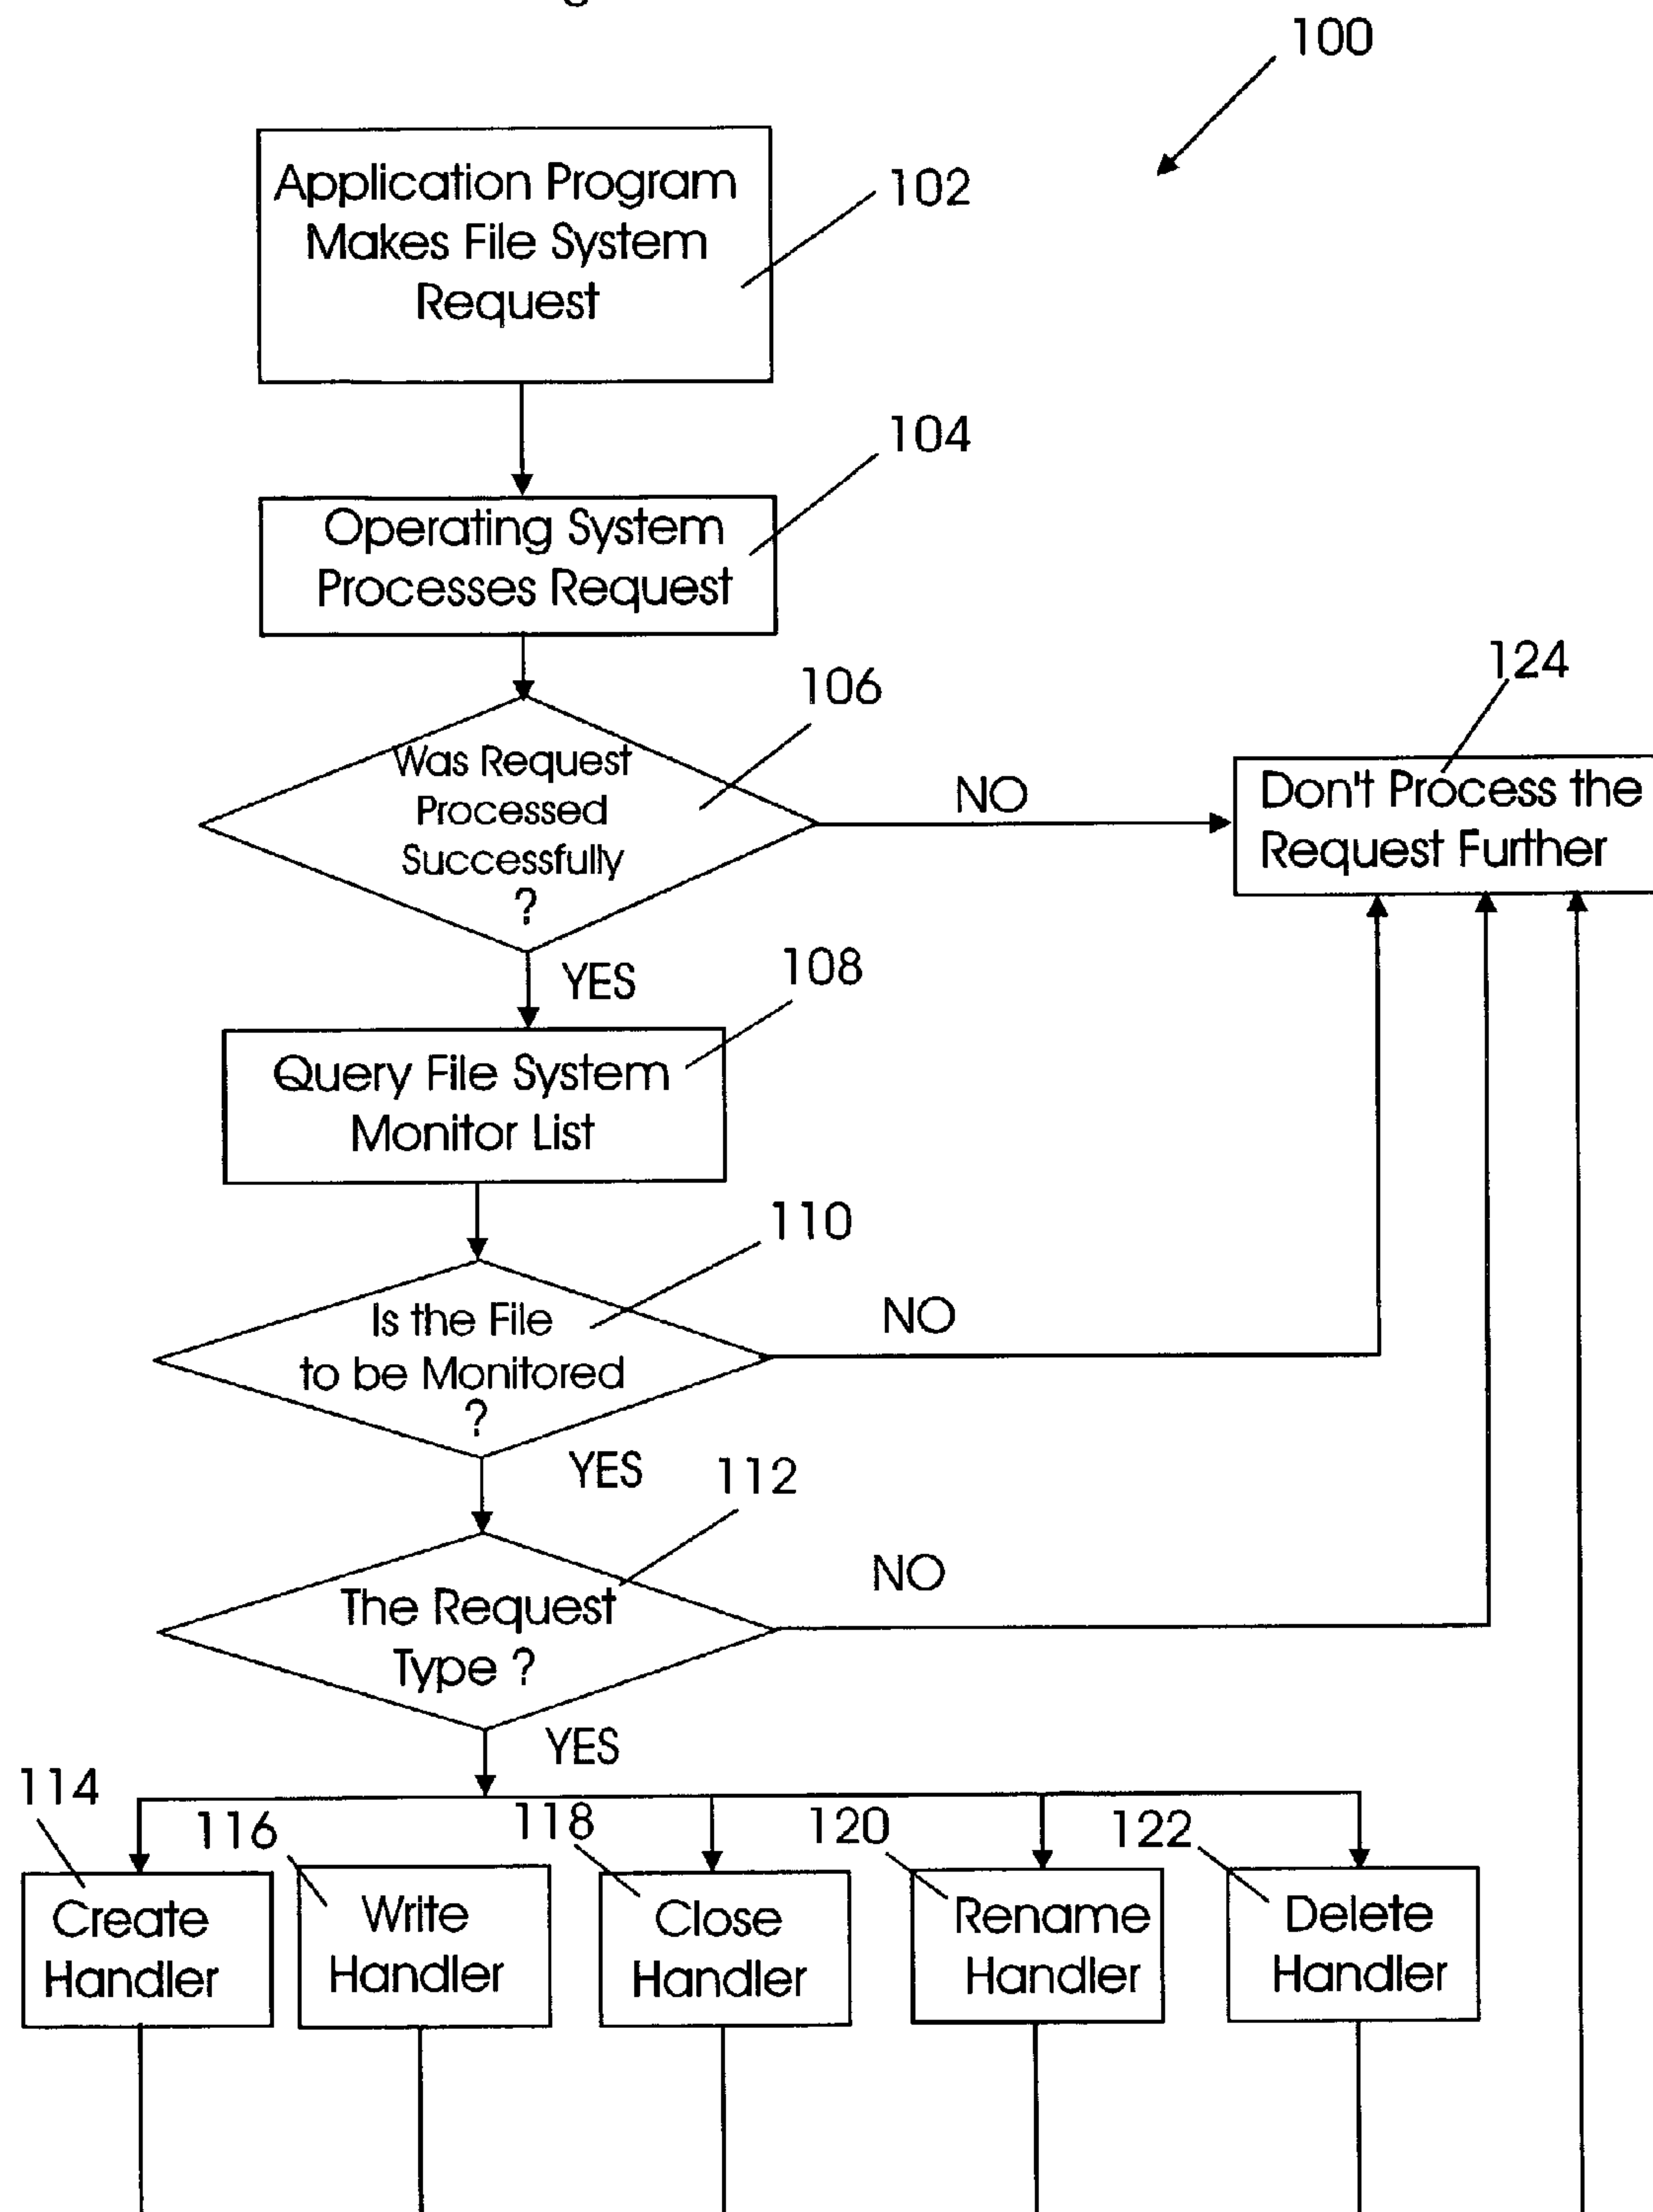 100
Application Program
Makes File System
Request
102
104
Operating System
Processes Request
106
124
Was Request
Processed
Successfully
?
NO
Don't Process the
Request Further
YES
108
Query File System
Monitor List
110
Is the File
to be Monitored
?
NO
YES
112
The Request
Type ?
NO
YES
114
116
118
120
122
Create
Handler
Write
Handler
Close
Handler
Rename
Handler
Delete
Handler